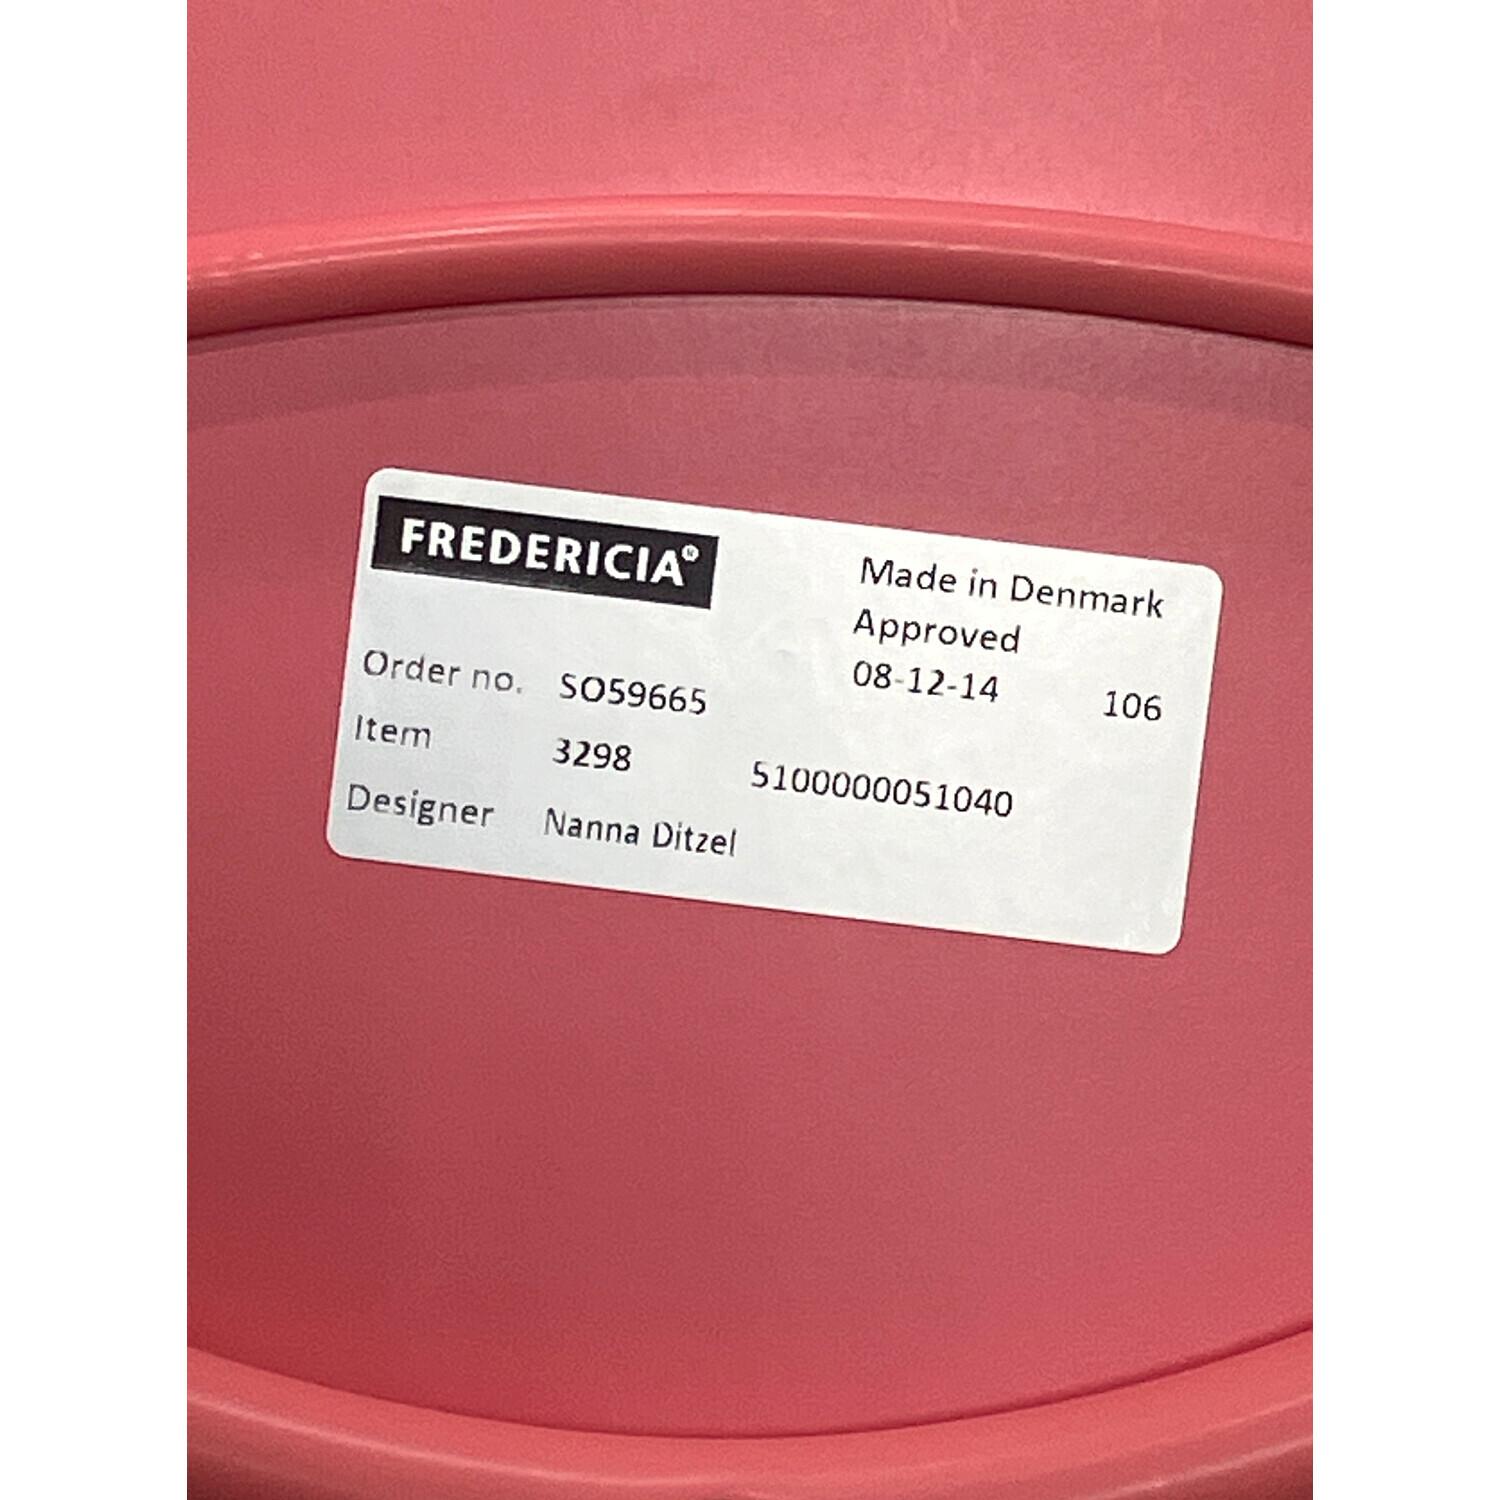 FREDERICIA®
Made in Denmark
Approved
08-12-14 106
Order no. SO59665
Item 3298 5100000051040
Designer Nanna Ditzel